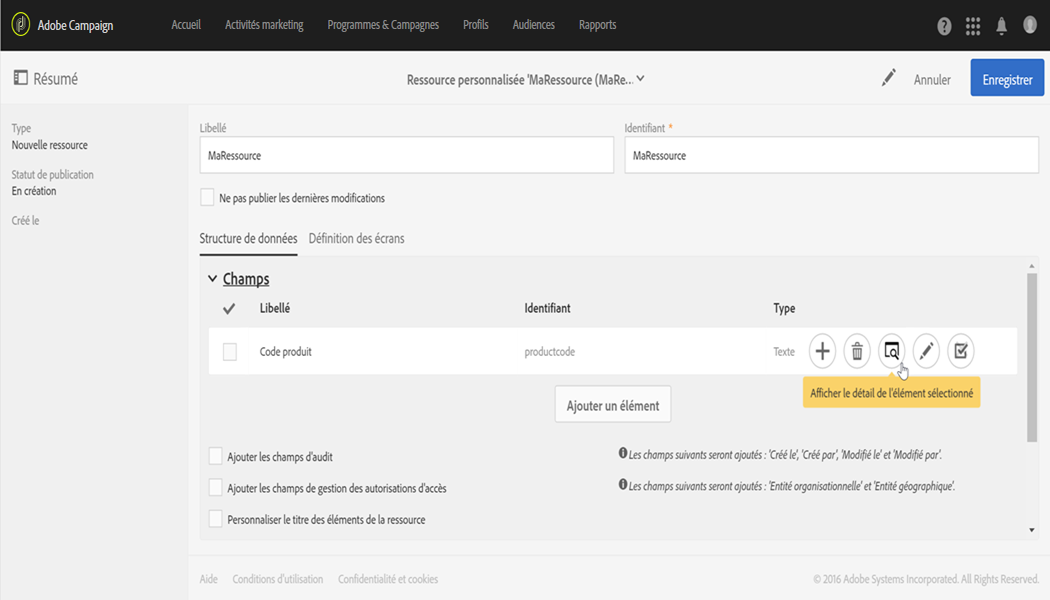 Adobe Campaign
Accueil Activités marketing Programmes & Campagnes Profils Audiences Rapports
Résumé
Ressource personnalisée 'MaRessource (MaRe...
Annuler
Enregistrer
Type
Nouvelle ressource
Statut de publication
En création
Créé le
Libellé
Identifiant *
MaRessource
MaRessource
Ne pas publier les dernières modifications
Structure de données Définition des écrans
Champs
Libellé Identifiant Type
Code produit productcode Texte
Afficher le détail de l'élément sélectionné
Ajouter un élément
Ajouter les champs d'audit
Les champs suivants seront ajoutés : 'Créé le', 'Créé par', 'Modifié le' et 'Modifié par'.
Ajouter les champs de gestion des autorisations d'accès
Les champs suivants seront ajoutés : 'Entité organisationnelle' et 'Entité géographique'.
Personnaliser le titre des éléments de la ressource
Aide Conditions d'utilisation Confidentialité et cookies
© 2016 Adobe Systems Incorporated. All Rights Reserved.